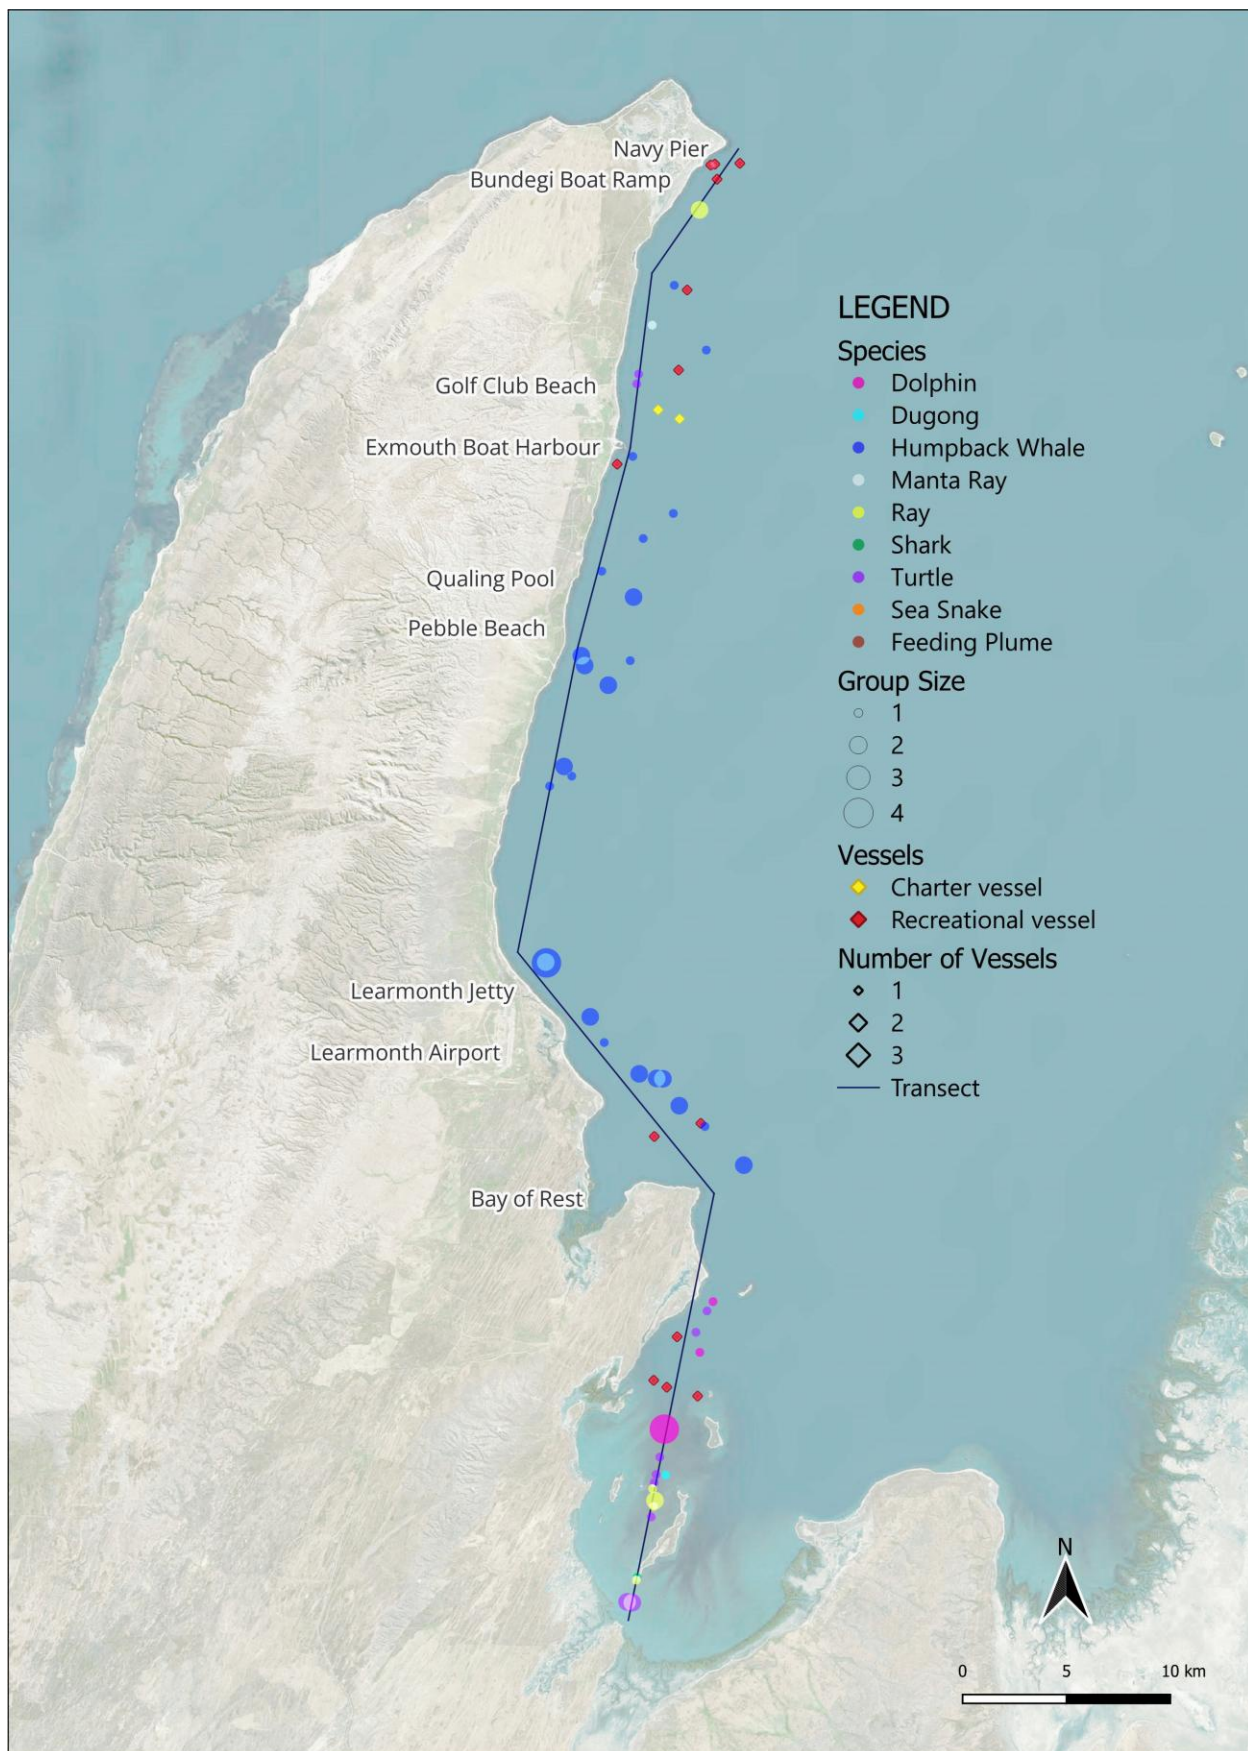 Navy Pier
Bundegi Boat Ramp
Golf Club Beach
Exmouth Boat Harbour
Qualing Pool
Pebble Beach
Learmonth Jetty
Learmonth Airport
Bay of Rest
LEGEND
Species
Dolphin
Dugong
Humpback Whale
Manta Ray
Ray
Shark
Turtle
Sea Snake
Feeding Plume
Group Size
1
2
3
4
Vessels
Charter vessel
Recreational vessel
Number of Vessels
1
2
3
Transect
N
0 5 10 km